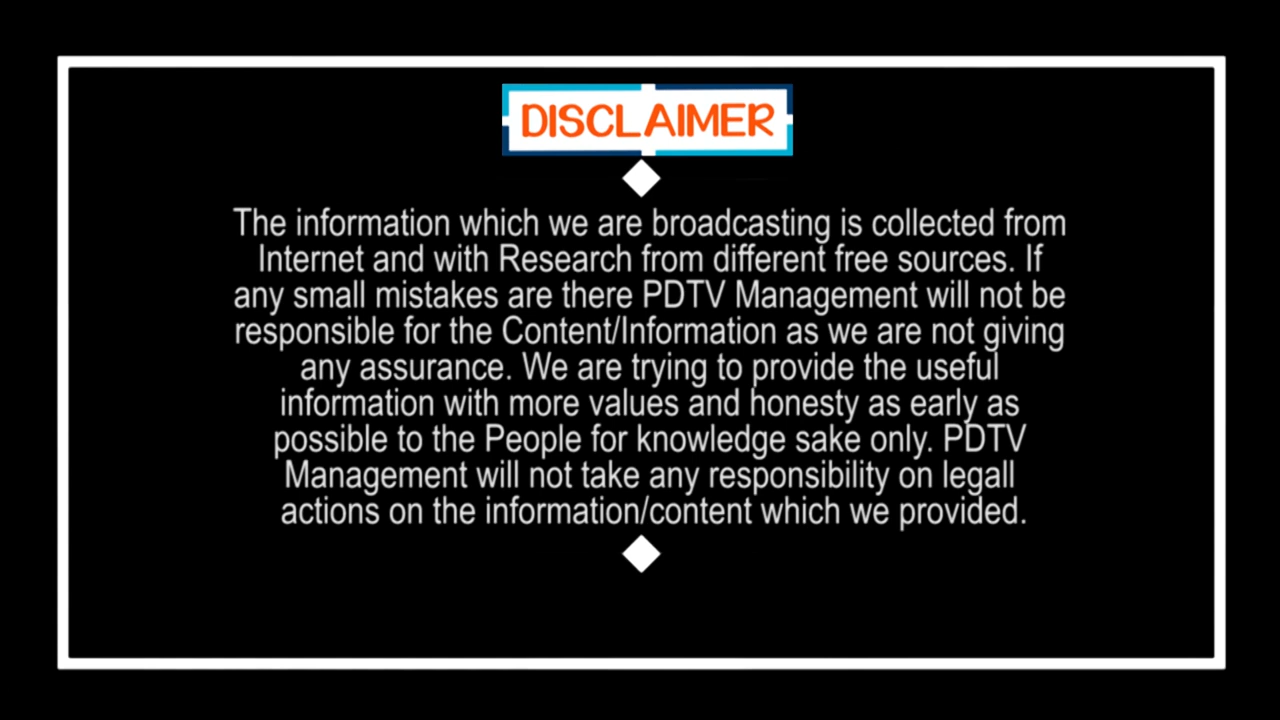 DISCLAIMER
The information which we are broadcasting is collected from
Internet and with Research from different free sources. If
any small mistakes are there PDTV Management will not be
responsible for the Content/Information as we are not giving
any assurance. We are trying to provide the useful
information with more values and honesty as early as
possible to the People for knowledge sake only. PDTV
Management will not take any responsibility on legall
actions on the information/content which we provided.